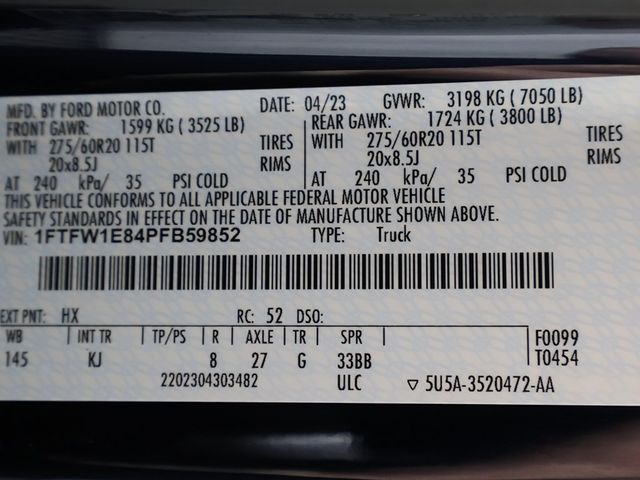 MFD. BY FORD MOTOR CO. DATE: 04/23 GVWR: 3198 KG ( 7050 LB)
FRONT GAWR: 1599 KG ( 3525 LB) REAR GAWR: 1724 KG ( 3800 LB)
WITH 275/60R20 115T TIRES WITH 275/60R20 115T TIRES
20x8.5J RIMS 20x8.5J RIMS
AT 240 kPa/ 35 PSI COLD AT 240 kPa/ 35 PSI COLD
THIS VEHICLE CONFORMS TO ALL APPLICABLE FEDERAL MOTOR VEHICLE
SAFETY STANDARDS IN EFFECT ON THE DATE OF MANUFACTURE SHOWN ABOVE.
VIN: 1FTFW1E84PFB59852 TYPE: Truck
EXT PNT: HX RC: 52 DSO:
WB INT TR TP/PS R AXLE TR SPR F0099
145 KJ 8 27 G 33BB T0454
2202304303482 ULC ▽ 5U5A-3520472-AA